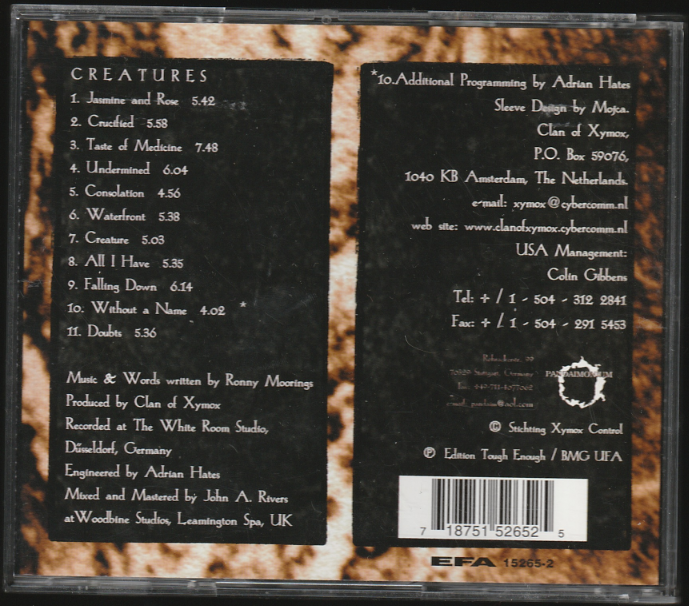 CREATURES
1. Jasmine and Rose 5.42
2. Crucified 5.58
3. Taste of Medicine 7.48
4. Undermined 6.04
5. Consolation 4.56
6. Waterfront 5.38
7. Creature 5.03
8. All I Have 5.35
9. Falling Down 6.14
10. Without a Name 4.02 *
11. Doubts 5.36
Music & Words written by Ronny Moorings
Produced by Clan of Xymox
Recorded at The White Room Studio,
Düsseldorf, Germany
Engineered by Adrian Hates
Mixed and Mastered by John A. Rivers
at Woodbine Studios, Leamington Spa, UK
*10. Additional Programming by Adrian Hates
Sleeve Design by Mojca.
Clan of Xymox,
P.O. Box 59076,
1040 KB Amsterdam, The Netherlands.
e-mail: xymox@cybercomm.nl
web site: www.clanofxymox.cybercomm.nl
USA Management:
Colin Gibbens
Tel: + / 1 - 504 - 312 2841
Fax: + / 1 - 504 - 291 5453
Germany
PANDAIMONIUM
© Stichting Xymox Control
℗ Edition Tough Enough / BMG UFA
7 18751 52652 5
EFA 15265-2